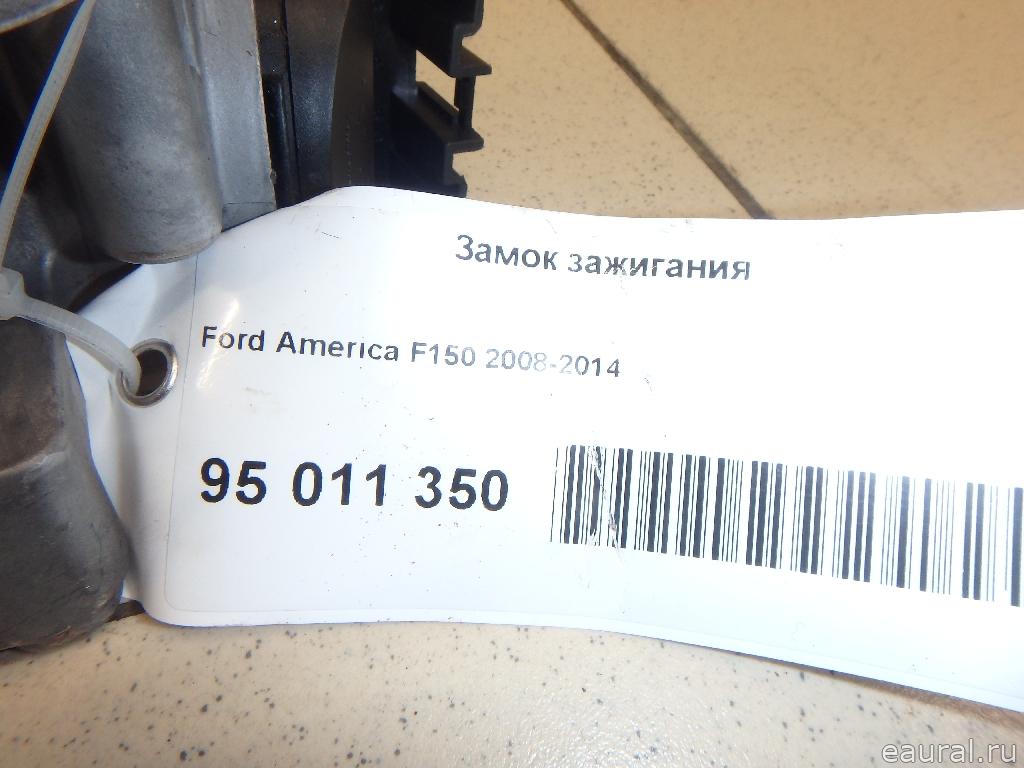 Замок зажигания
Ford America F150 2008-2014
95 011 350
eaural.ru